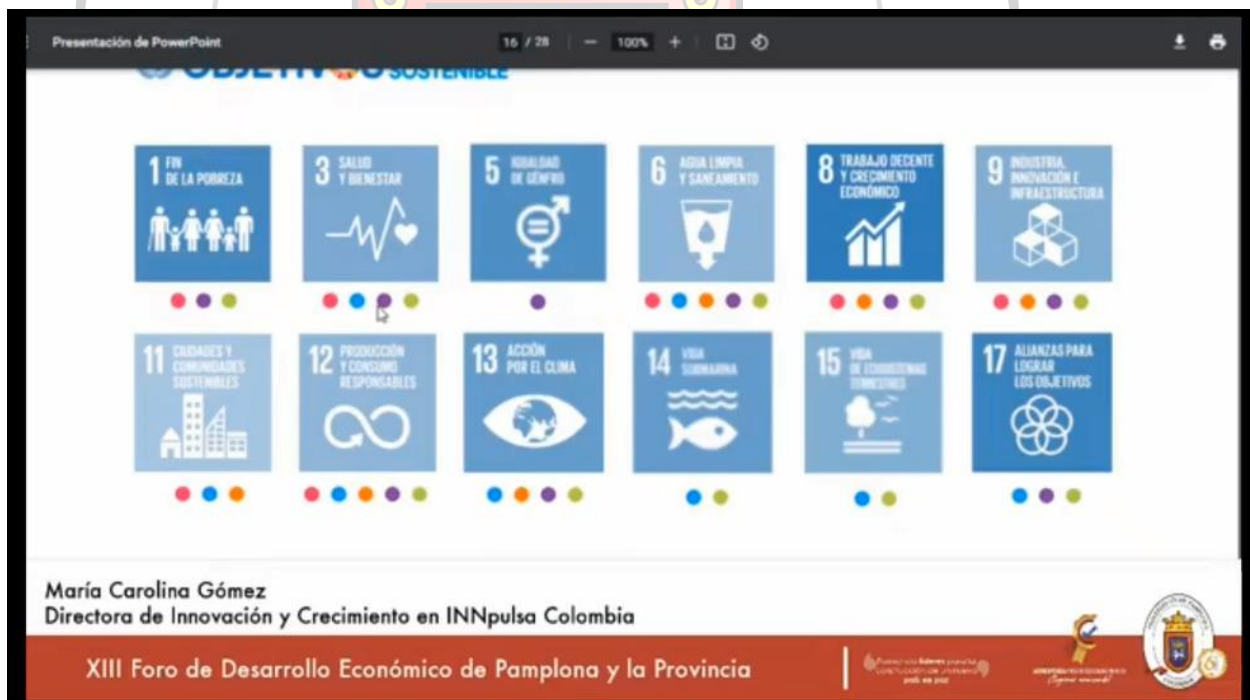 Presentación de PowerPoint
16 / 28
100%
OBJETIVOS SOSTENIBLE
1 FIN
DE LA POBREZA
3 SALUD
Y BIENESTAR
5 IGUALDAD
DE GÉNERO
6 AGUA LIMPIA
Y SANEAMIENTO
8 TRABAJO DECENTE
Y CRECIMIENTO
ECONÓMICO
9 INDUSTRIA,
INNOVACIÓN E
INFRAESTRUCTURA
11 CIUDADES Y
COMUNIDADES
SOSTENIBLES
12 PRODUCCIÓN
Y CONSUMO
RESPONSABLES
13 ACCIÓN
POR EL CLIMA
14 VIDA
SUBMARINA
15 VIDA
DE ECOSISTEMAS
TERRESTRES
17 ALIANZAS PARA
LOGRAR
LOS OBJETIVOS
María Carolina Gómez
Directora de Innovación y Crecimiento en INNpulsa Colombia
XIII Foro de Desarrollo Económico de Pamplona y la Provincia
país en paz